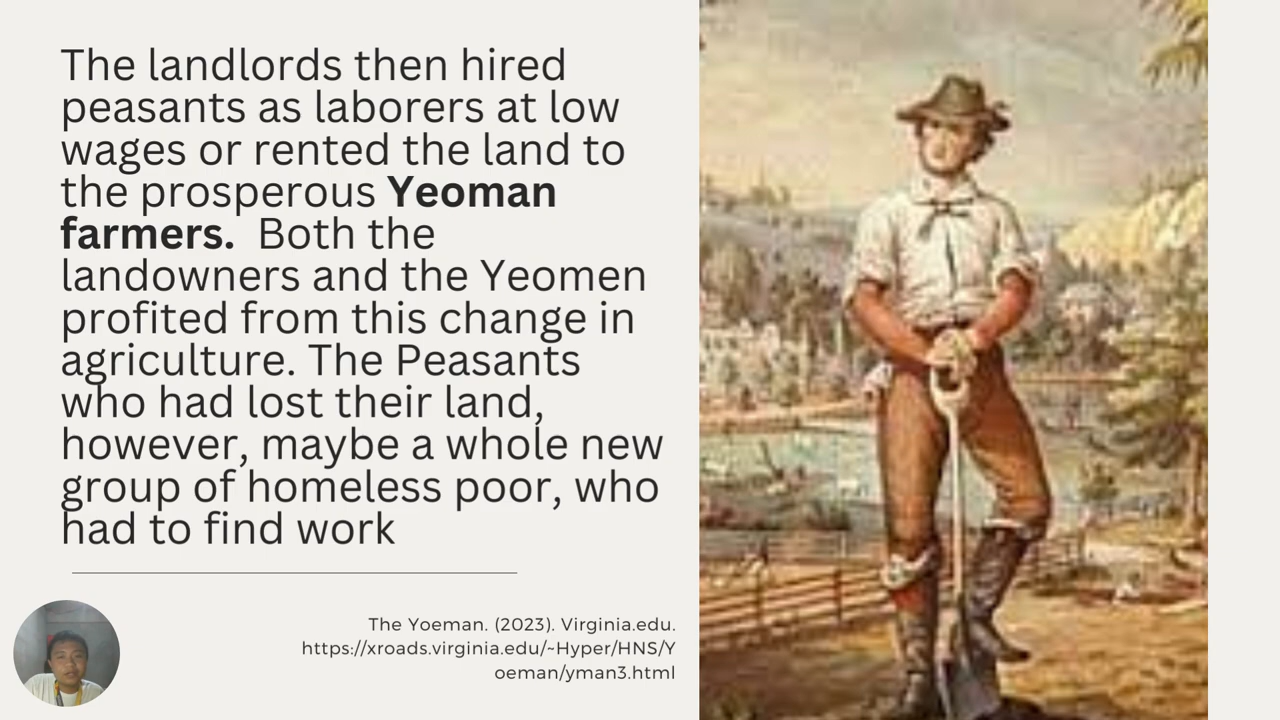 The landlords then hired
peasants as laborers at low
wages or rented the land to
the prosperous Yeoman
farmers.  Both the
landowners and the Yeomen
profited from this change in
agriculture. The Peasants
who had lost their land,
however, maybe a whole new
group of homeless poor, who
had to find work
The Yoeman. (2023). Virginia.edu.
https://xroads.virginia.edu/~Hyper/HNS/Y
oeman/yman3.html